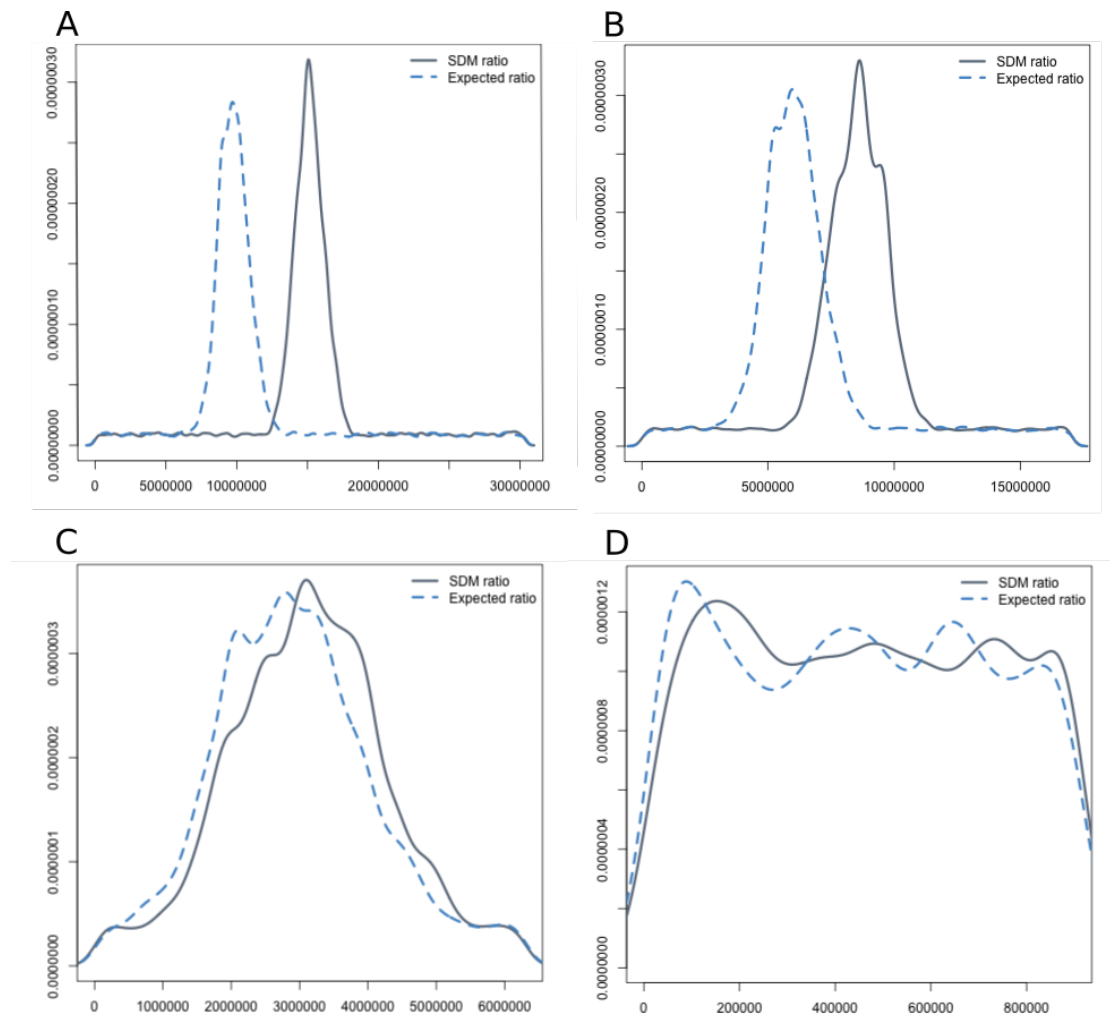 A
SDM ratio
Expected ratio
0.00000030
0.00000020
0.00000010
0.00000000
0 5000000 10000000 20000000 30000000
B
SDM ratio
Expected ratio
0.00000030
0.00000020
0.00000010
0.00000000
0 5000000 10000000 15000000
C
SDM ratio
Expected ratio
0.0000003
0.0000002
0.0000001
0.0000000
0 1000000 2000000 3000000 4000000 5000000 6000000
D
SDM ratio
Expected ratio
0.0000012
0.0000008
0.0000004
0.0000000
0 200000 400000 600000 800000